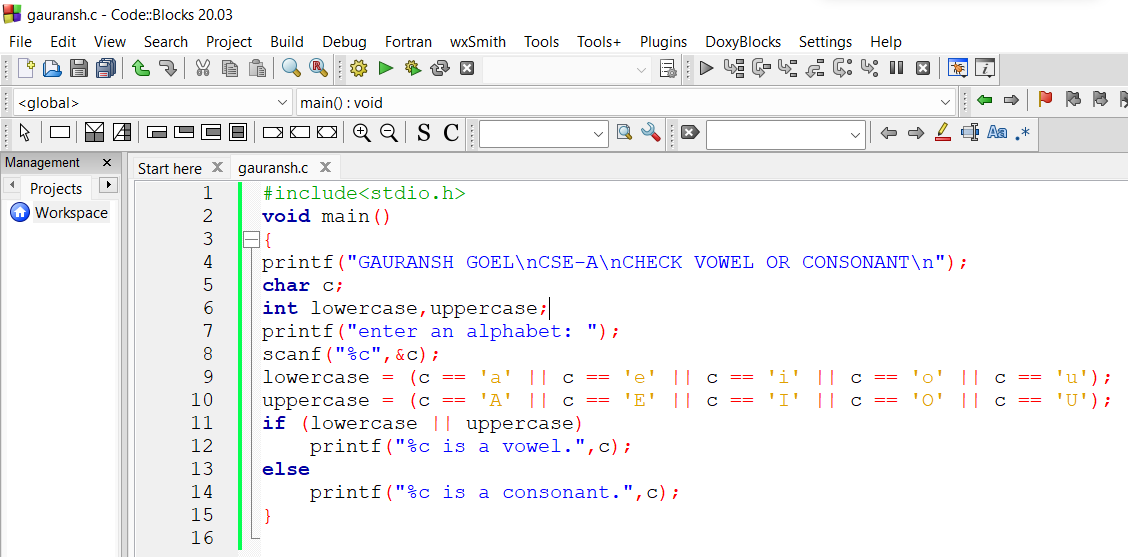 gauransh.c - Code::Blocks 20.03
File Edit View Search Project Build Debug Fortran wxSmith Tools Tools+ Plugins DoxyBlocks Settings Help
<global> main() : void
S C Aa .*
Management
Start here gauransh.c
Projects
Workspace
1 #include<stdio.h>
2 void main()
3 {
4 printf("GAURANSH GOEL\nCSE-A\nCHECK VOWEL OR CONSONANT\n");
5 char c;
6 int lowercase,uppercase;
7 printf("enter an alphabet: ");
8 scanf("%c",&c);
9 lowercase = (c == 'a' || c == 'e' || c == 'i' || c == 'o' || c == 'u');
10 uppercase = (c == 'A' || c == 'E' || c == 'I' || c == 'O' || c == 'U');
11 if (lowercase || uppercase)
12     printf("%c is a vowel.",c);
13 else
14     printf("%c is a consonant.",c);
15 }
16